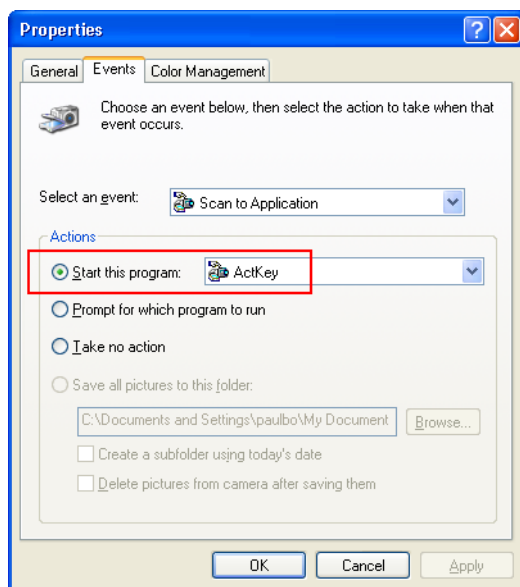 Properties
General Events Color Management
Choose an event below, then select the action to take when that
event occurs.
Select an event: Scan to Application
Actions
Start this program: ActKey
Prompt for which program to run
Take no action
Save all pictures to this folder:
C:\Documents and Settings\paulbo\My Document Browse...
Create a subfolder using today's date
Delete pictures from camera after saving them
OK Cancel Apply